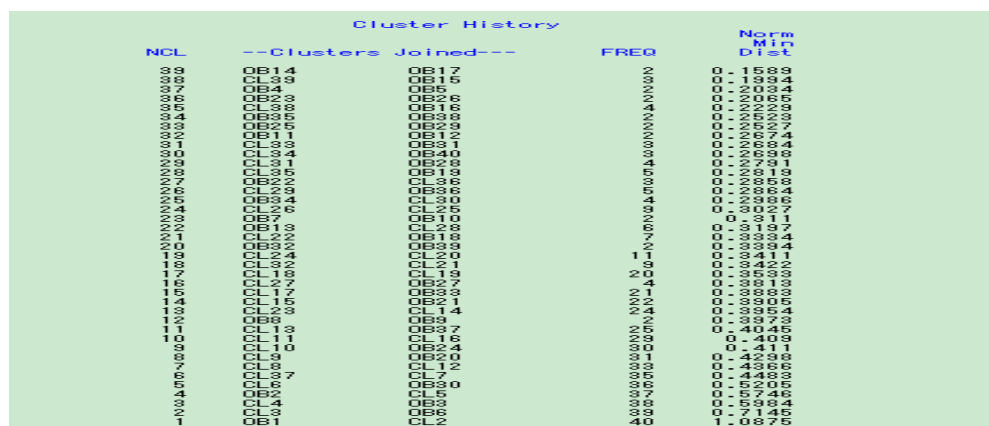 Cluster History
Norm
Min
NCL --Clusters Joined--- FREQ Dist
39 OB14 OB17 2 0.1589
38 CL39 OB15 3 0.1994
37 OB4 OB5 2 0.2034
36 OB23 OB26 2 0.2065
35 CL38 OB16 4 0.2229
34 OB35 OB38 2 0.2523
33 OB25 OB29 2 0.2527
32 OB11 OB12 2 0.2674
31 CL33 OB31 3 0.2684
30 CL34 OB40 3 0.2698
29 CL31 OB28 4 0.2791
28 CL35 OB19 5 0.2819
27 OB22 CL36 3 0.2858
26 CL29 OB36 5 0.2864
25 OB34 CL30 4 0.2986
24 CL26 CL25 9 0.3027
23 OB7 OB10 2 0.311
22 OB13 CL28 6 0.3197
21 CL22 OB18 7 0.3334
20 OB32 OB39 2 0.3394
19 CL24 CL20 11 0.3411
18 CL32 CL21 9 0.3422
17 CL18 CL19 20 0.3533
16 CL27 OB27 4 0.3813
15 CL17 OB33 21 0.3883
14 CL15 OB21 22 0.3905
13 CL23 CL14 24 0.3954
12 OB8 OB9 2 0.3973
11 CL13 OB37 25 0.4045
10 CL11 CL16 29 0.409
9 CL10 OB24 30 0.411
8 CL9 OB20 31 0.4298
7 CL8 CL12 33 0.4366
6 CL37 CL7 35 0.4483
5 CL6 OB30 36 0.5205
4 OB2 CL5 37 0.5746
3 CL4 OB3 38 0.5984
2 CL3 OB6 39 0.7145
1 OB1 CL2 40 1.0875